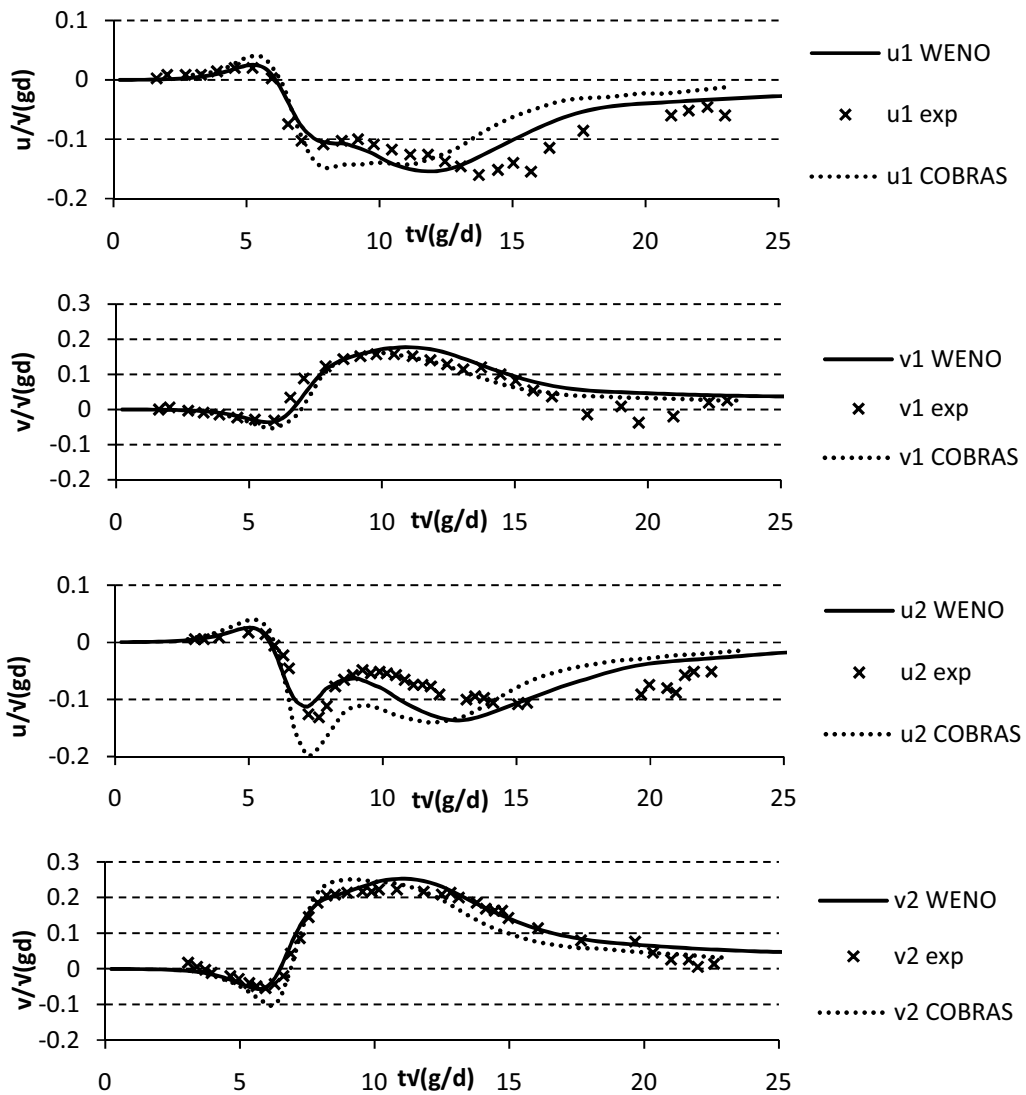 0.1
0
-0.1
-0.2
u/√(gd)
0 5 10 15 20 25
t√(g/d)
u1 WENO
u1 exp
u1 COBRAS
0.3
0.2
0.1
0
-0.1
-0.2
v/√(gd)
0 5 10 15 20 25
t√(g/d)
v1 WENO
v1 exp
v1 COBRAS
0.1
0
-0.1
-0.2
u/√(gd)
0 5 10 15 20 25
t√(g/d)
u2 WENO
u2 exp
u2 COBRAS
0.3
0.2
0.1
0
-0.1
-0.2
v/√(gd)
0 5 10 15 20 25
t√(g/d)
v2 WENO
v2 exp
v2 COBRAS